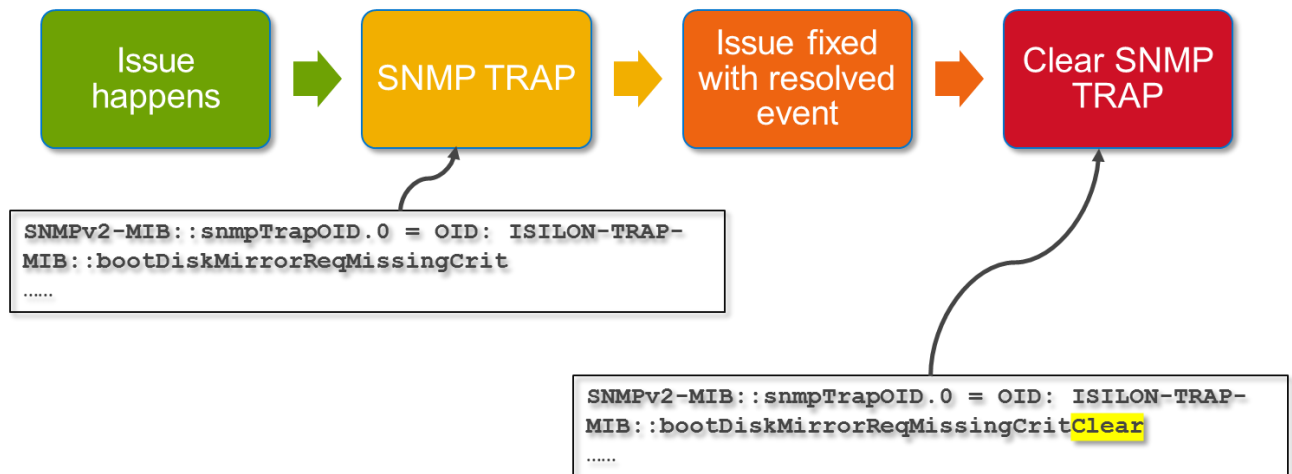 Issue
happens
SNMP TRAP
Issue fixed
with resolved
event
Clear SNMP
TRAP
SNMPv2-MIB::snmpTrapOID.0 = OID: ISILON-TRAP-
MIB::bootDiskMirrorReqMissingCrit
......
SNMPv2-MIB::snmpTrapOID.0 = OID: ISILON-TRAP-
MIB::bootDiskMirrorReqMissingCritClear
......